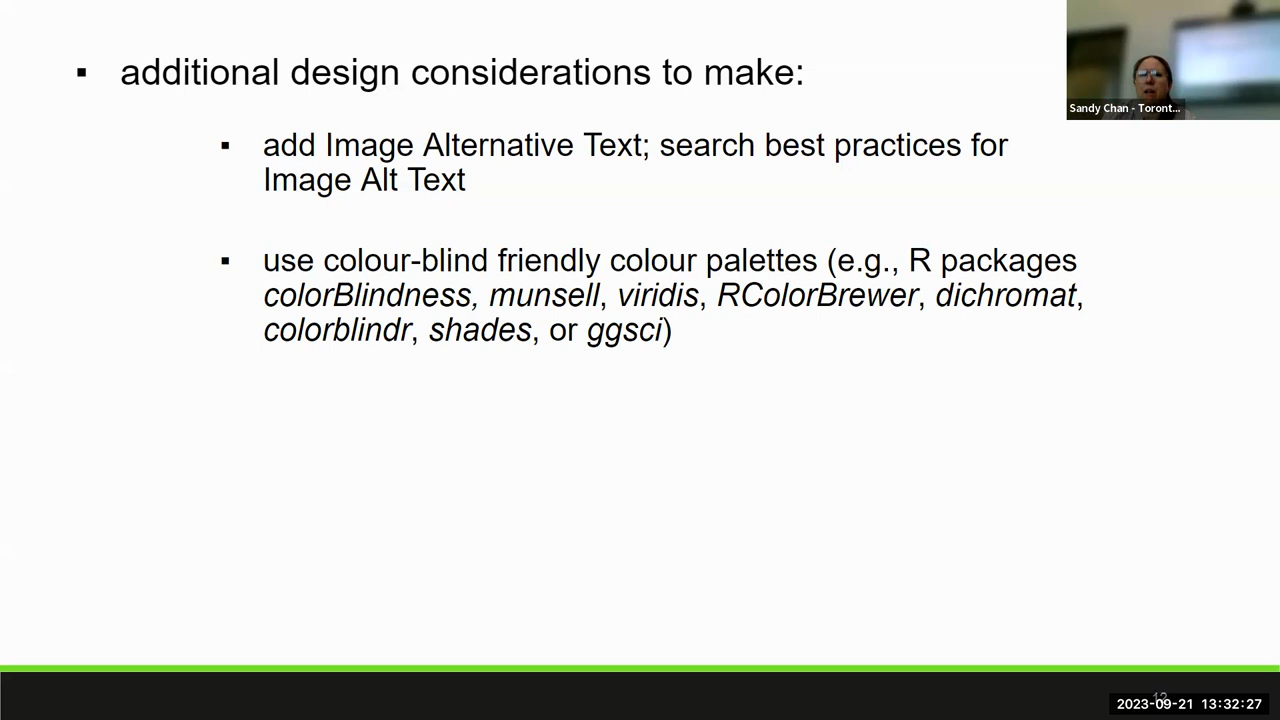 ▪ additional design considerations to make:
Sandy Chan - Toront...
▪ add Image Alternative Text; search best practices for
Image Alt Text
▪ use colour-blind friendly colour palettes (e.g., R packages
colorBlindness, munsell, viridis, RColorBrewer, dichromat,
colorblindr, shades, or ggsci)
2023-09-21 13:32:27